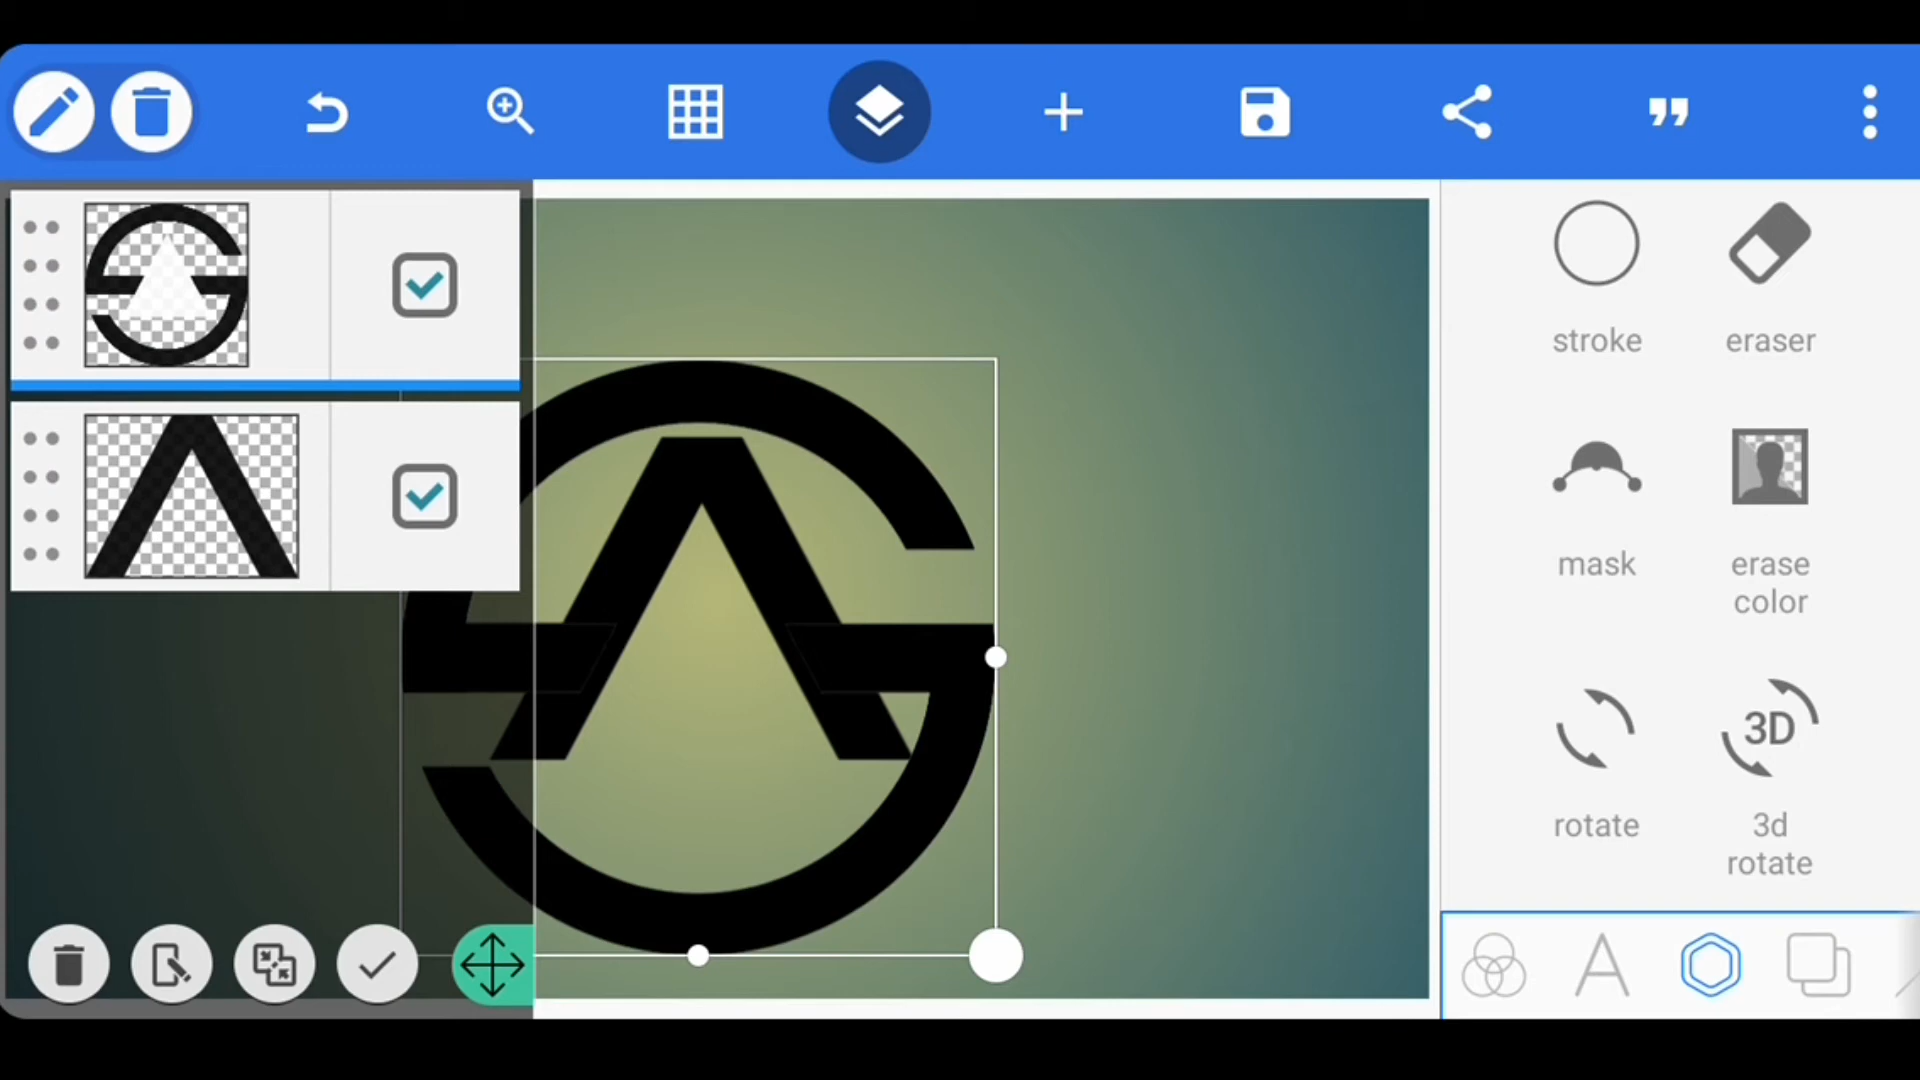 stroke
eraser
mask
erase
color
3D
rotate
3d
rotate
A